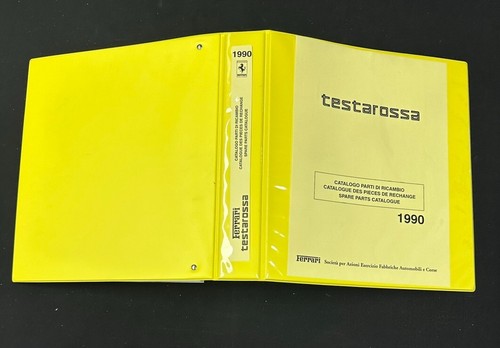 1990
CATALOGO PARTI DI RICAMBIO
CATALOGUE DES PIECES DE RECHANGE
SPARE PARTS CATALOGUE
Ferrari
testarossa
testarossa
CATALOGO PARTI DI RICAMBIO
CATALOGUE DES PIECES DE RECHANGE
SPARE PARTS CATALOGUE
1990
Ferrari Società per Azioni Esercizio Fabbriche Automobili e Corse